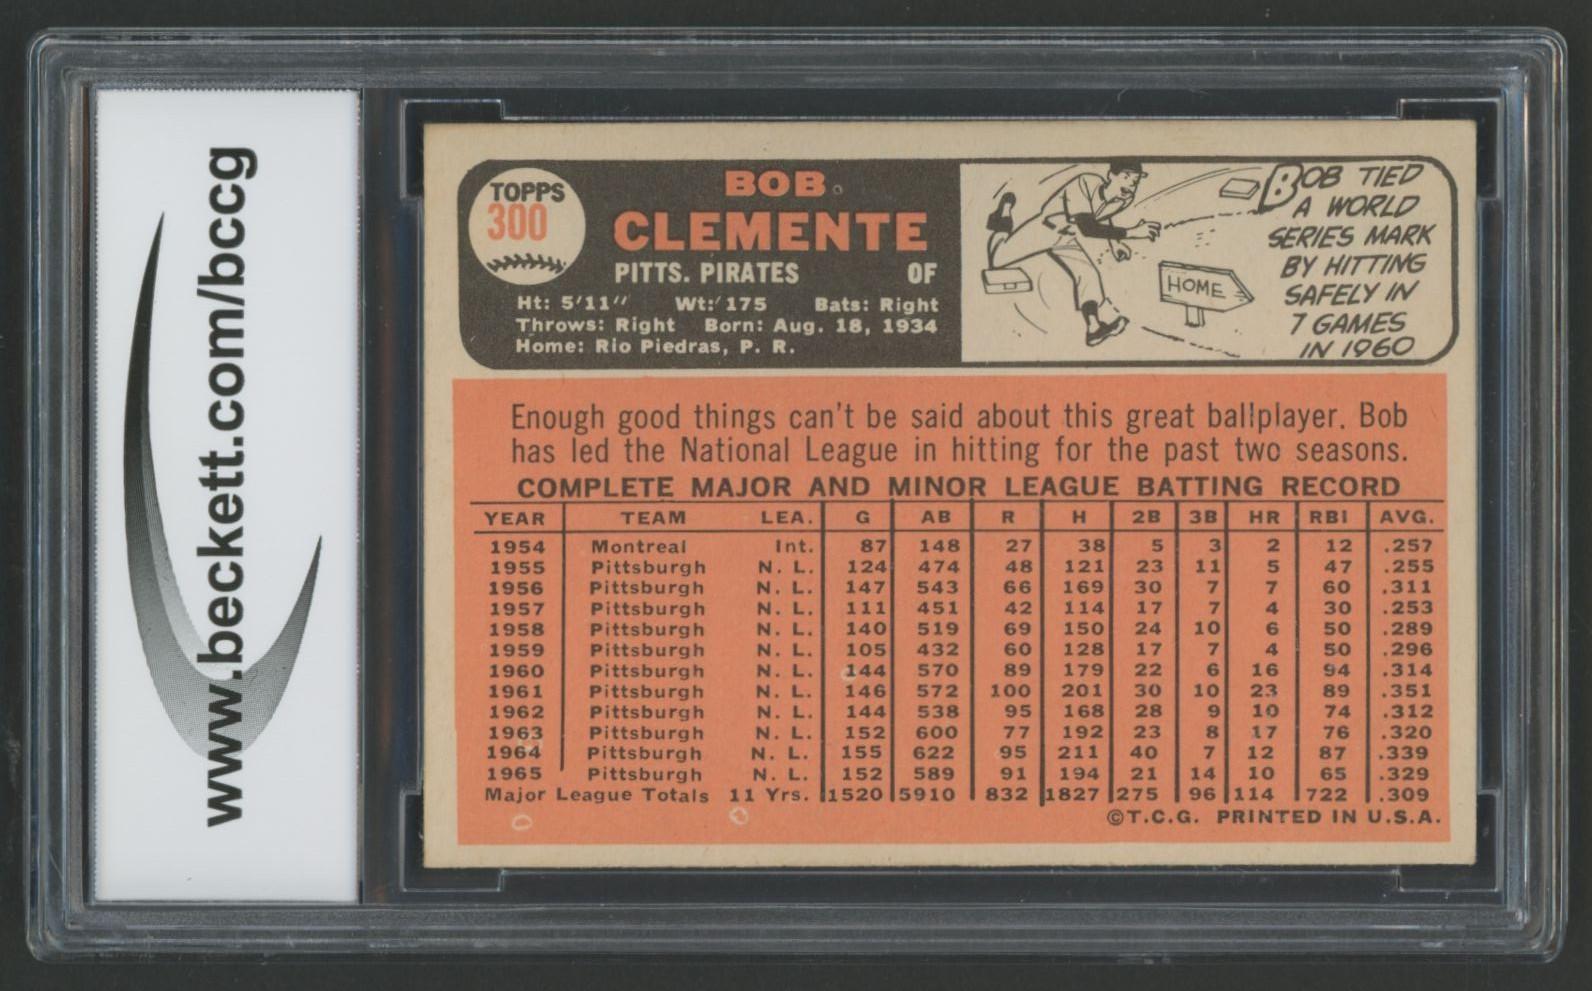 www.beckett.com/bccg
TOPPS
300
BOB
CLEMENTE
PITTS. PIRATES OF
Ht: 5'11" Wt: 175 Bats: Right
Throws: Right Born: Aug. 18, 1934
Home: Rio Piedras, P. R.
HOME
BOB TIED
A WORLD
SERIES MARK
BY HITTING
SAFELY IN
7 GAMES
IN 1960
Enough good things can't be said about this great ballplayer. Bob
has led the National League in hitting for the past two seasons.
COMPLETE MAJOR AND MINOR LEAGUE BATTING RECORD
YEAR TEAM LEA. G AB R H 2B 3B HR RBI AVG.
1954 Montreal Int. 87 148 27 38 5 3 2 12 .257
1955 Pittsburgh N. L. 124 474 48 121 23 11 5 47 .255
1956 Pittsburgh N. L. 147 543 66 169 30 7 7 60 .311
1957 Pittsburgh N. L. 111 451 42 114 17 7 4 30 .253
1958 Pittsburgh N. L. 140 519 69 150 24 10 6 50 .289
1959 Pittsburgh N. L. 105 432 60 128 17 7 4 50 .296
1960 Pittsburgh N. L. 144 570 89 179 22 6 16 94 .314
1961 Pittsburgh N. L. 146 572 100 201 30 10 23 89 .351
1962 Pittsburgh N. L. 144 538 95 168 28 9 10 74 .312
1963 Pittsburgh N. L. 152 600 77 192 23 8 17 76 .320
1964 Pittsburgh N. L. 155 622 95 211 40 7 12 87 .339
1965 Pittsburgh N. L. 152 589 91 194 21 14 10 65 .329
Major League Totals 11 Yrs. 1520 5910 832 1827 275 96 114 722 .309
©T.C.G. PRINTED IN U.S.A.